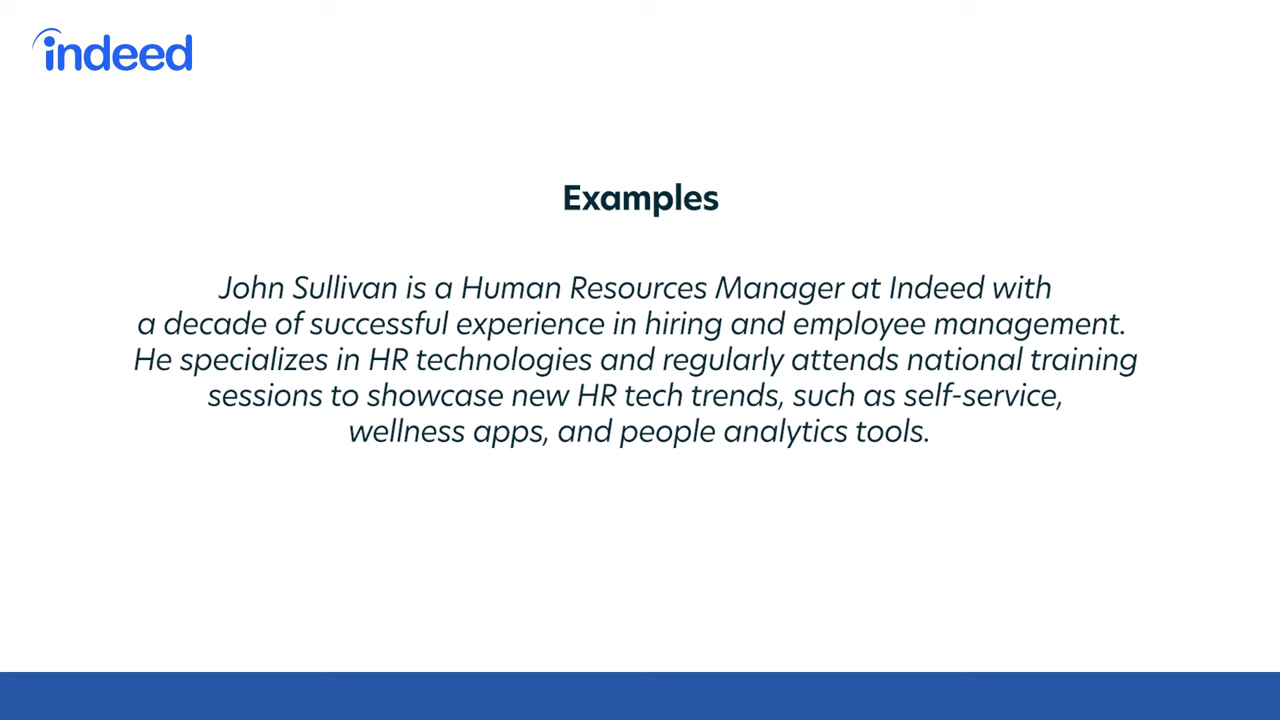 indeed
Examples
John Sullivan is a Human Resources Manager at Indeed with
a decade of successful experience in hiring and employee management.
He specializes in HR technologies and regularly attends national training
sessions to showcase new HR tech trends, such as self-service,
wellness apps, and people analytics tools.